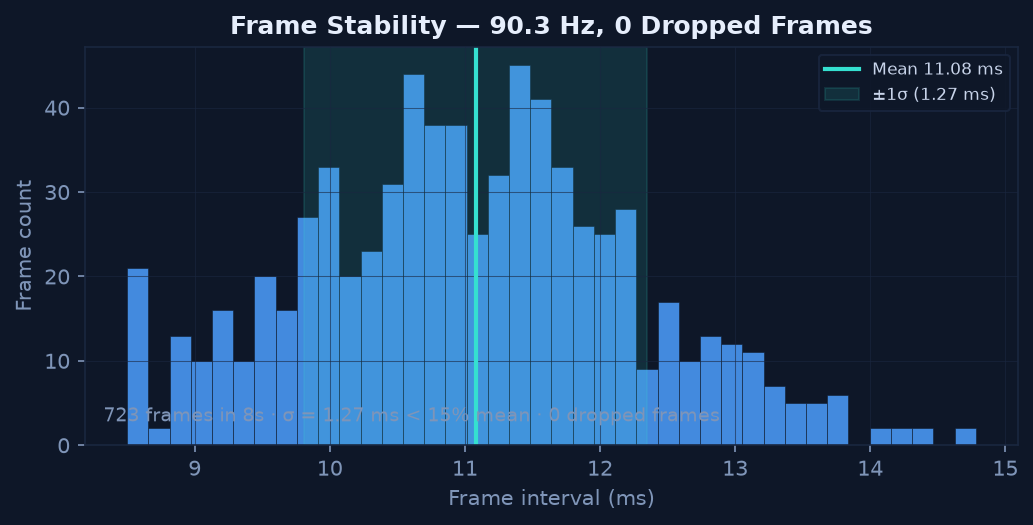 Frame Stability — 90.3 Hz, 0 Dropped Frames
Mean 11.08 ms
±1σ (1.27 ms)
Frame count
40
30
20
10
0
723 frames in 8s · σ = 1.27 ms < 15% mean · 0 dropped frames
9 10 11 12 13 14 15
Frame interval (ms)